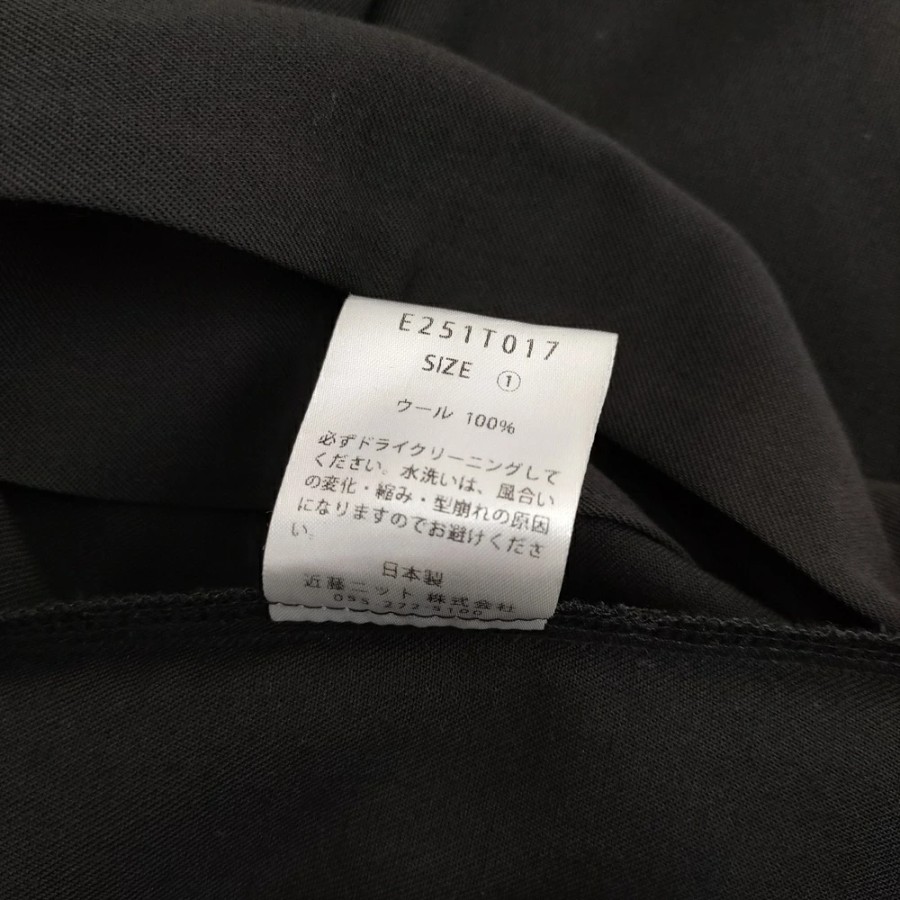 E251T017
SIZE ①
ウール 100%
必ずドライクリーニングして
ください。水洗いは、風合い
の変化・縮み・型崩れの原因
になりますのでお避けくださ
い。
日本製
近藤ニット 株式会社
055-272-5100